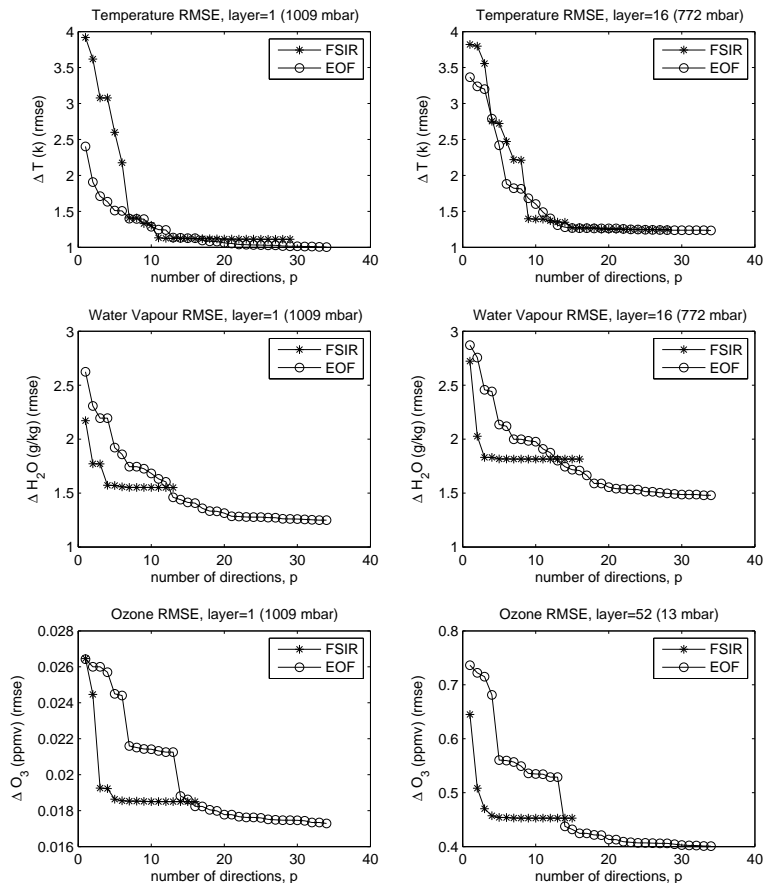 Temperature RMSE, layer=1 (1009 mbar)
4
3.5
3
2.5
2
1.5
1
Δ T (k) (rmse)
FSIR
EOF
0 10 20 30 40
number of directions, p
Temperature RMSE, layer=16 (772 mbar)
4
3.5
3
2.5
2
1.5
1
Δ T (k) (rmse)
FSIR
EOF
0 10 20 30 40
number of directions, p
Water Vapour RMSE, layer=1 (1009 mbar)
3
2.5
2
1.5
1
Δ H₂O (g/kg) (rmse)
FSIR
EOF
0 10 20 30 40
number of directions, p
Water Vapour RMSE, layer=16 (772 mbar)
3
2.5
2
1.5
1
Δ H₂O (g/kg) (rmse)
FSIR
EOF
0 10 20 30 40
number of directions, p
Ozone RMSE, layer=1 (1009 mbar)
0.028
0.026
0.024
0.022
0.02
0.018
0.016
Δ O₃ (ppmv) (rmse)
FSIR
EOF
0 10 20 30 40
number of directions, p
Ozone RMSE, layer=52 (13 mbar)
0.8
0.7
0.6
0.5
0.4
Δ O₃ (ppmv) (rmse)
FSIR
EOF
0 10 20 30 40
number of directions, p